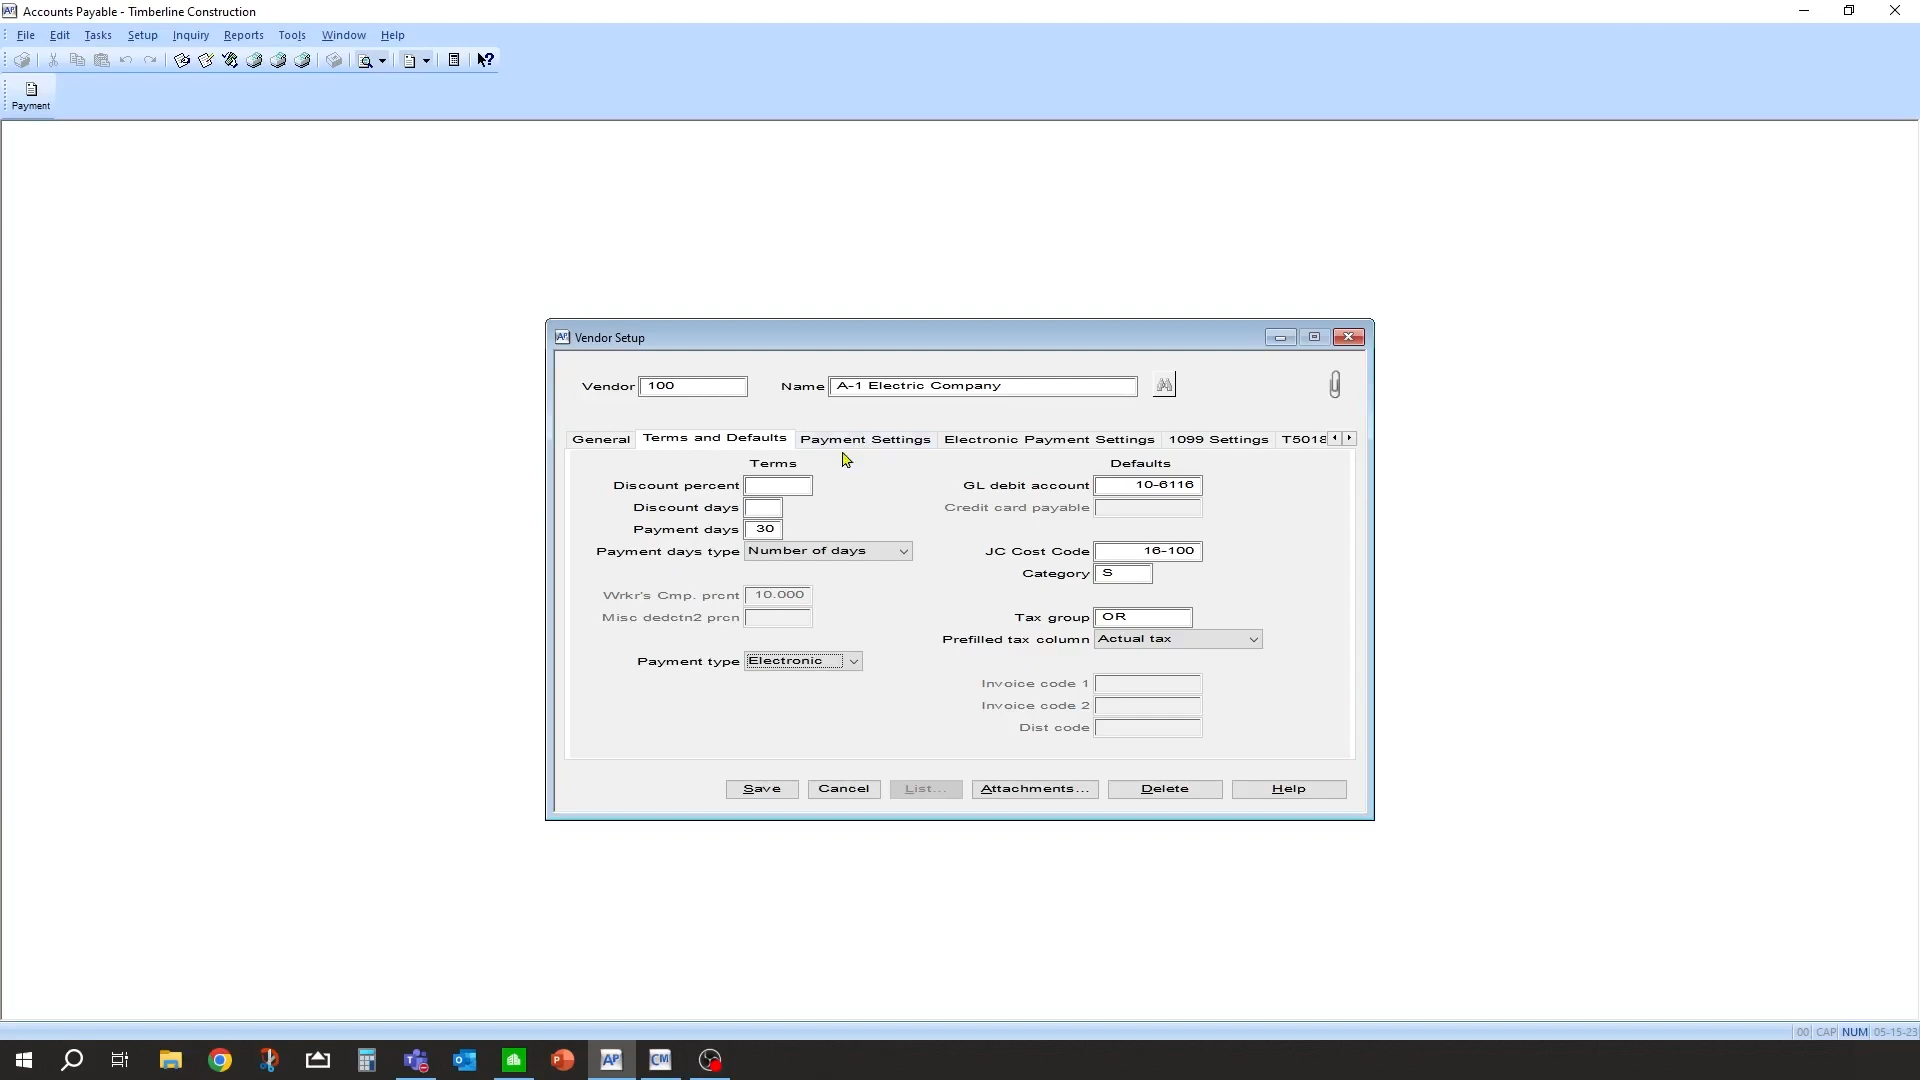 AP Accounts Payable - Timberline Construction
File Edit Tasks Setup Inquiry Reports Tools Window Help
Payment
AP Vendor Setup
Vendor 100 Name A-1 Electric Company
General Terms and Defaults Payment Settings Electronic Payment Settings 1099 Settings T5018
Terms Defaults
Discount percent GL debit account 10-6116
Discount days Credit card payable
Payment days 30
Payment days type Number of days JC Cost Code 16-100
Category S
Wrkr's Cmp. prcnt 10.000
Misc dedctn2 prcn Tax group OR
Prefilled tax column Actual tax
Payment type Electronic
Invoice code 1
Invoice code 2
Dist code
Save Cancel List... Attachments... Delete Help
00 CAP NUM 05-15-23
AP CM